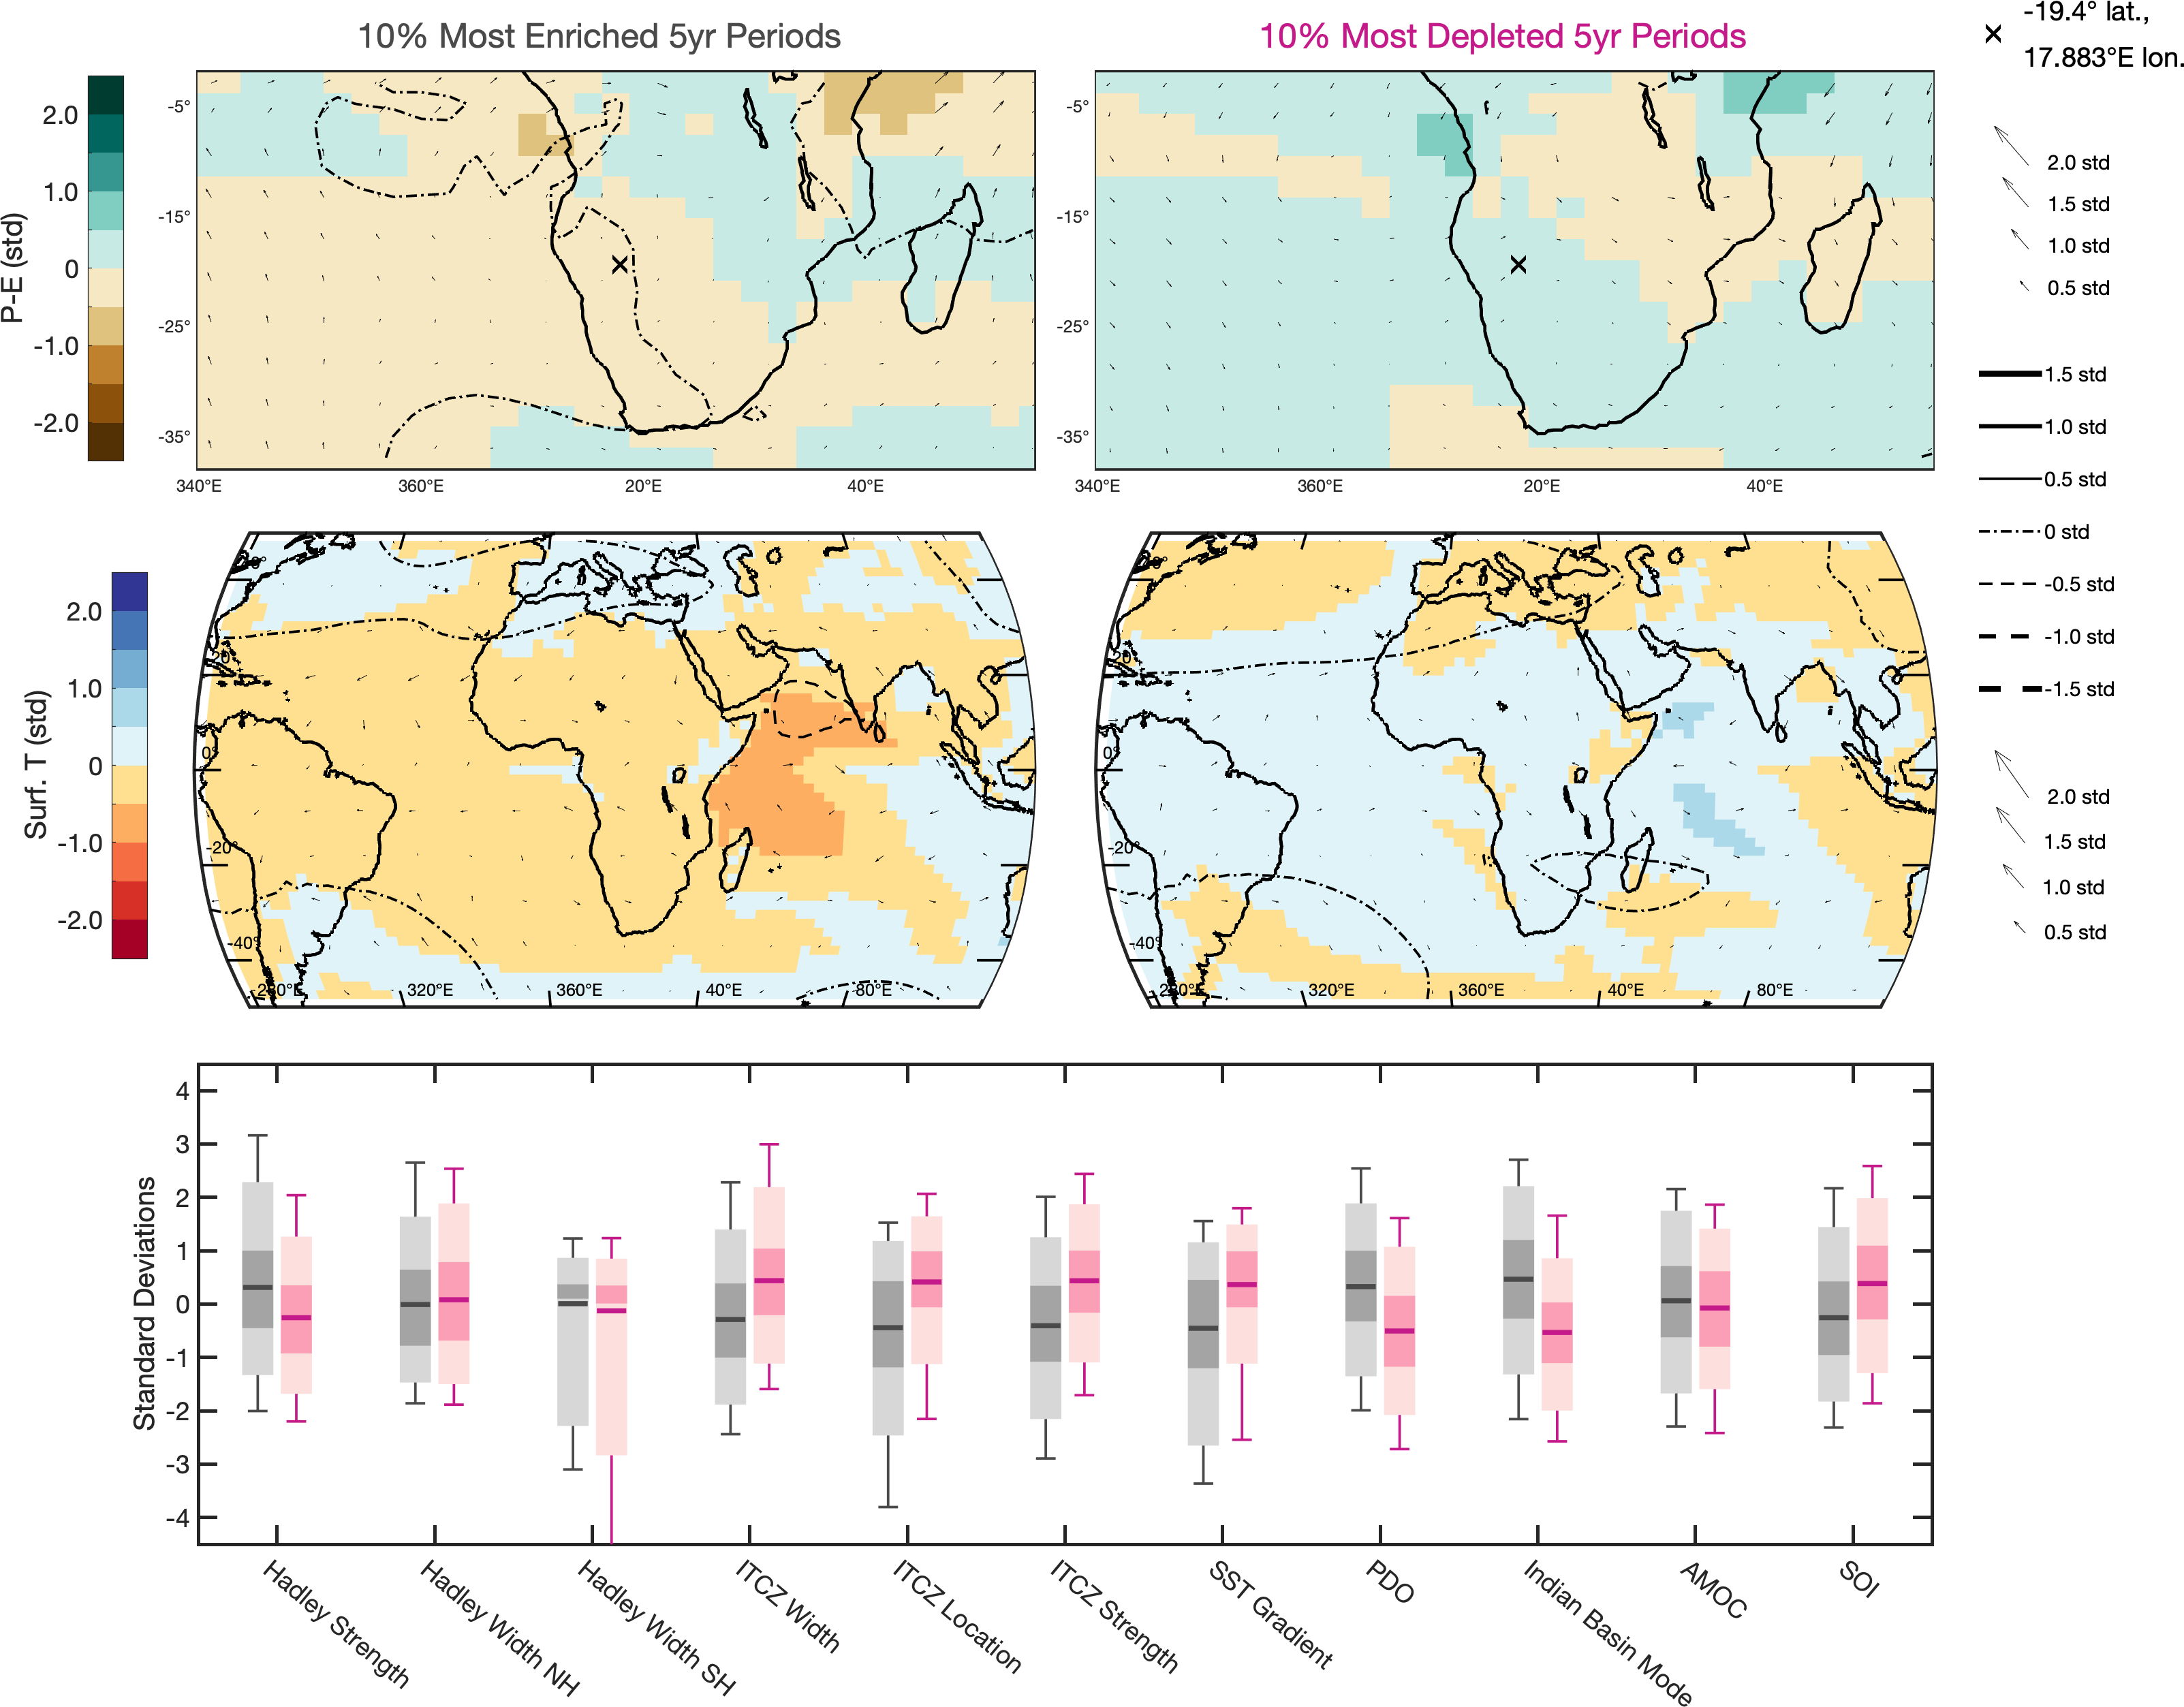 10% Most Enriched 5yr Periods
10% Most Depleted 5yr Periods
-19.4° lat.,
17.883°E lon.
P-E (std)
2.0
1.0
0
-1.0
-2.0
-5°
-15°
-25°
-35°
340°E
360°E
20°E
40°E
-5°
-15°
-25°
-35°
340°E
360°E
20°E
40°E
2.0 std
1.5 std
1.0 std
0.5 std
1.5 std
1.0 std
0.5 std
0 std
-0.5 std
-1.0 std
-1.5 std
2.0 std
1.5 std
1.0 std
0.5 std
Surf. T (std)
2.0
1.0
0
-1.0
-2.0
20°
0°
-20°
-40°
280°E
320°E
360°E
40°E
80°E
20°
0°
-20°
-40°
280°E
320°E
360°E
40°E
80°E
Standard Deviations
4
3
2
1
0
-1
-2
-3
-4
Hadley Strength
Hadley Width NH
Hadley Width SH
ITCZ Width
ITCZ Location
ITCZ Strength
SST Gradient
PDO
Indian Basin Mode
AMOC
SOI